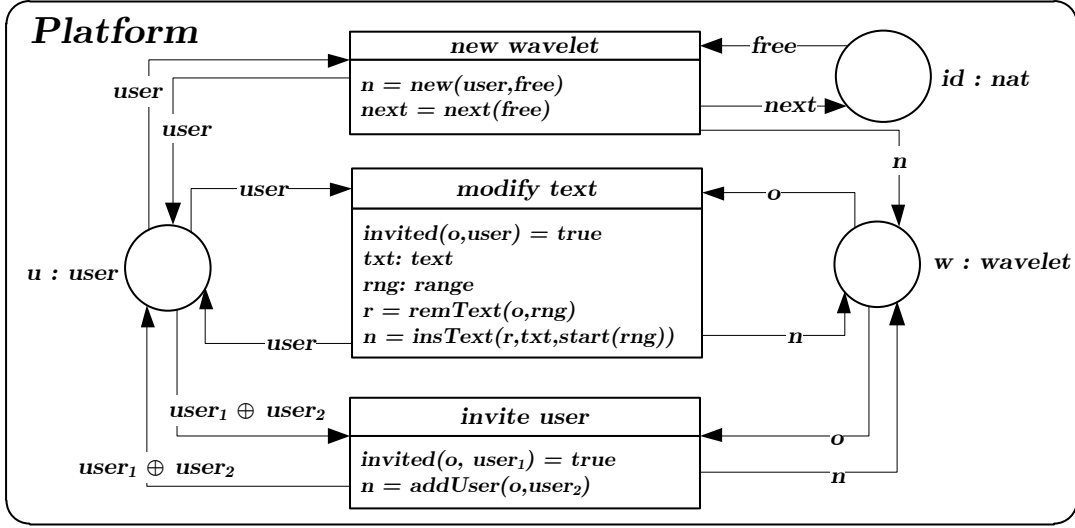 Platform
new wavelet
n = new(user,free)
next = next(free)
free
next
id : nat
user
user
n
modify text
invited(o,user) = true
txt: text
rng: range
r = remText(o,rng)
n = insText(r,txt,start(rng))
user
o
u : user
w : wavelet
user
n
user₁ ⊕ user₂
invite user
invited(o, user₁) = true
n = addUser(o,user₂)
o
user₁ ⊕ user₂
n